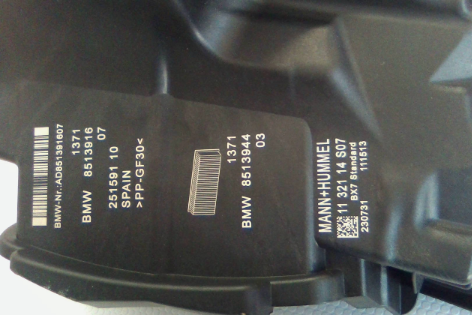 BMW-Nr.:AD851391607
1371
BMW 8513916
07
251591 10
SPAIN
>PP-GF30<
1371
BMW 8513944
03
MANN+HUMMEL
11 321 14 S07
BX7 Standard
230731 111513